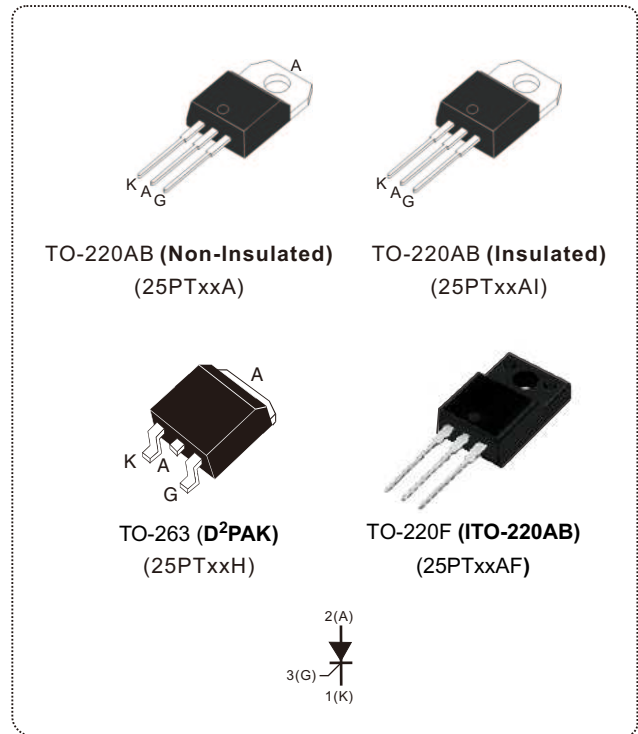 A
K
A
G
K
A
G
TO-220AB (Non-Insulated)
TO-220AB (Insulated)
(25PTxxA)
(25PTxxAI)
A
K
A
G
TO-263 (D²PAK)
TO-220F (ITO-220AB)
(25PTxxH)
(25PTxxAF)
2(A)
3(G)
1(K)